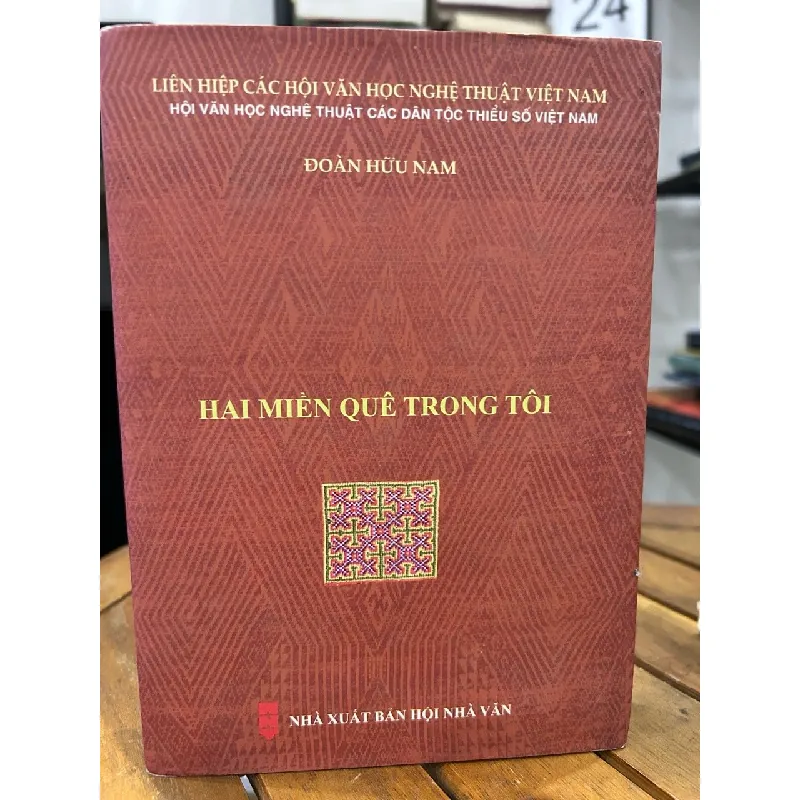 24
LIÊN HIỆP CÁC HỘI VĂN HỌC NGHỆ THUẬT VIỆT NAM
HỘI VĂN HỌC NGHỆ THUẬT CÁC DÂN TỘC THIỂU SỐ VIỆT NAM
ĐOÀN HỮU NAM
HAI MIỀN QUÊ TRONG TÔI
NHÀ XUẤT BẢN HỘI NHÀ VĂN